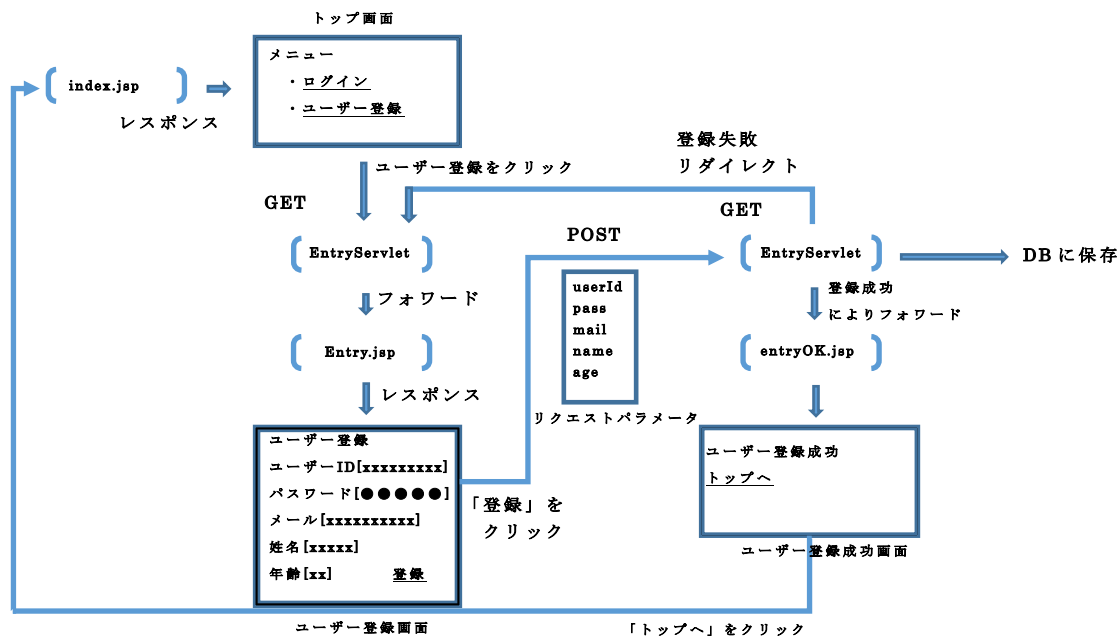 トップ画面
メニュー
・ログイン
・ユーザー登録
index.jsp
レスポンス
ユーザー登録をクリック
GET
EntryServlet
フォワード
Entry.jsp
レスポンス
ユーザー登録
ユーザーID[xxxxxxxxx]
パスワード[●●●●●]
メール[xxxxxxxxxx]
姓名[xxxxx]
年齢[xx] 登録
ユーザー登録画面
「登録」を
クリック
POST
userId
pass
mail
name
age
リクエストパラメータ
登録失敗
リダイレクト
GET
EntryServlet
DBに保存
登録成功
によりフォワード
entryOK.jsp
ユーザー登録成功
トップへ
ユーザー登録成功画面
「トップへ」をクリック